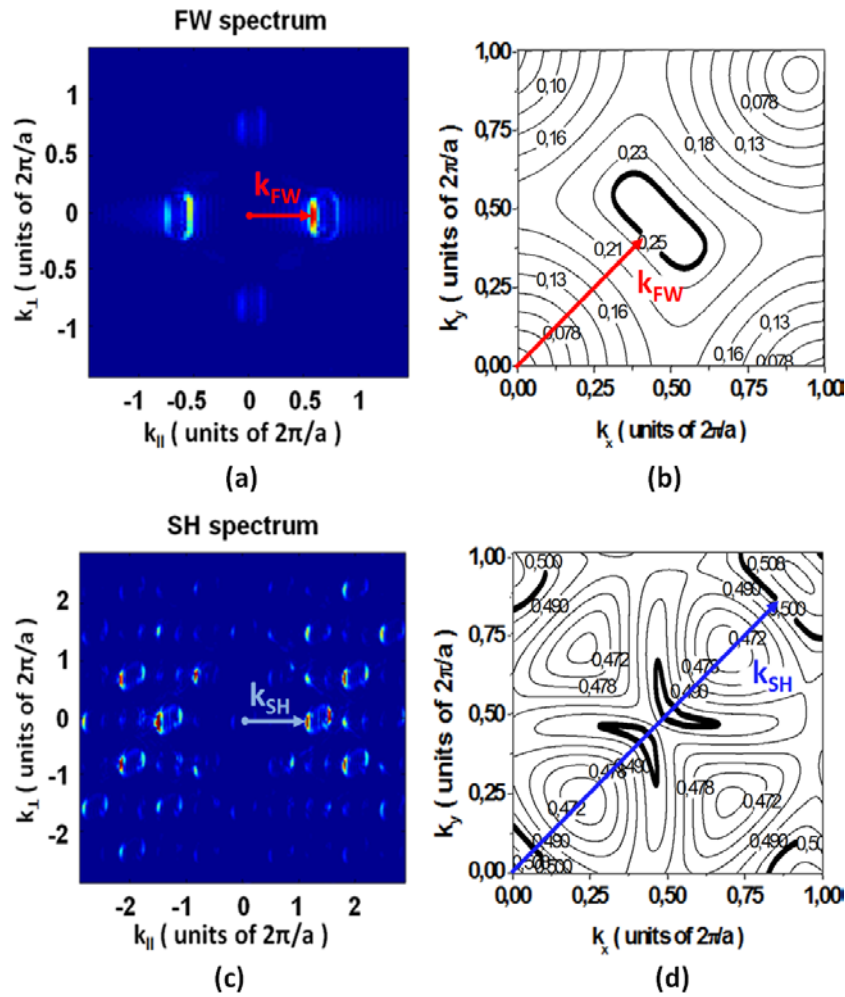 FW spectrum
1
0.5
0
-0.5
-1
k⊥ ( units of 2π/a)
kFW
-1 -0.5 0 0.5 1
k|| ( units of 2π/a )
(a)
1,00
0,75
0,50
0,25
0,00
ky ( units of 2π/a)
0,10
0,16
0,18
0,13
0,078
0,23
0,21
0,25
kFW
0,13
0,16
0,078
0,13
0,16
0,078
0,00 0,25 0,50 0,75 1,00
kx ( units of 2π/a)
(b)
SH spectrum
2
1
0
-1
-2
k⊥ ( units of 2π/a)
kSH
-2 -1 0 1 2
k|| ( units of 2π/a )
(c)
1,00
0,75
0,50
0,25
0,00
ky ( units of 2π/a)
0,500
0,490
0,508
0,490
0,500
0,472
0,472
0,478
0,478
0,490
kSH
0,490
0,478
0,478
0,472
0,472
0,490
0,490
0,500
0,00 0,25 0,50 0,75 1,00
kx ( units of 2π/a)
(d)